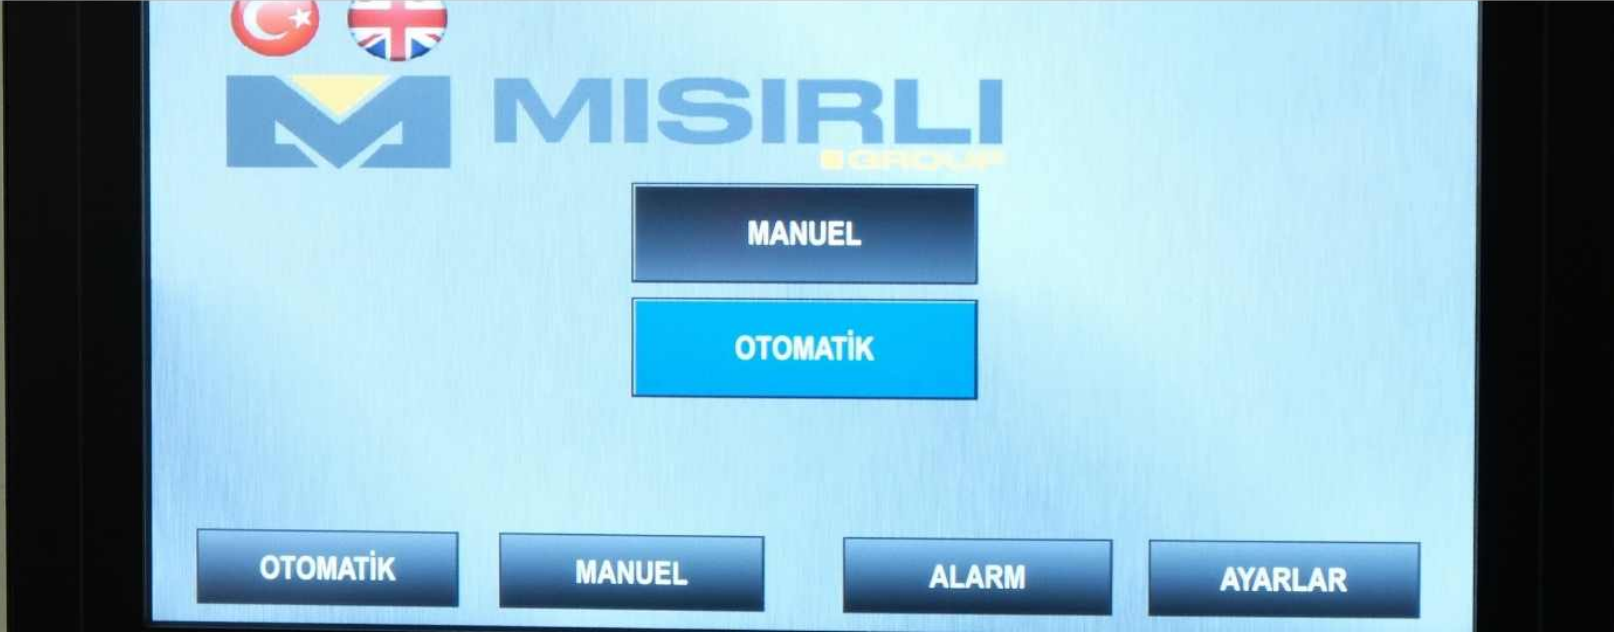 MISIRLI
GROUP
MANUEL
OTOMATİK
OTOMATİK
MANUEL
ALARM
AYARLAR